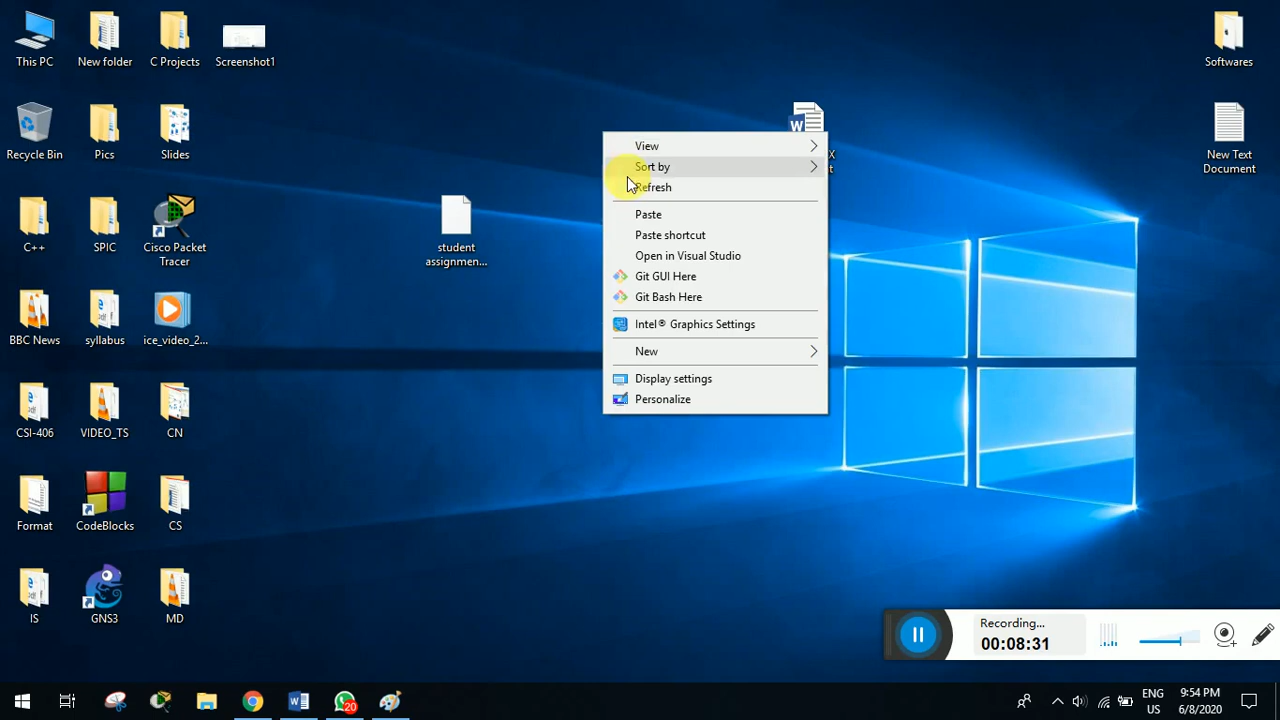 This PC
New folder
C Projects
Screenshot1
Softwares
Recycle Bin
Pics
Slides
W
New Text
Document
C++
SPIC
Cisco Packet
Tracer
student
assignmen...
BBC News
syllabus
ice_video_2...
CSI-406
VIDEO_TS
CN
Format
CodeBlocks
CS
IS
GNS3
MD
View
Sort by
Refresh
Paste
Paste shortcut
Open in Visual Studio
Git GUI Here
Git Bash Here
Intel® Graphics Settings
New
Display settings
Personalize
Recording...
00:08:31
20
ENG
US
9:54 PM
6/8/2020